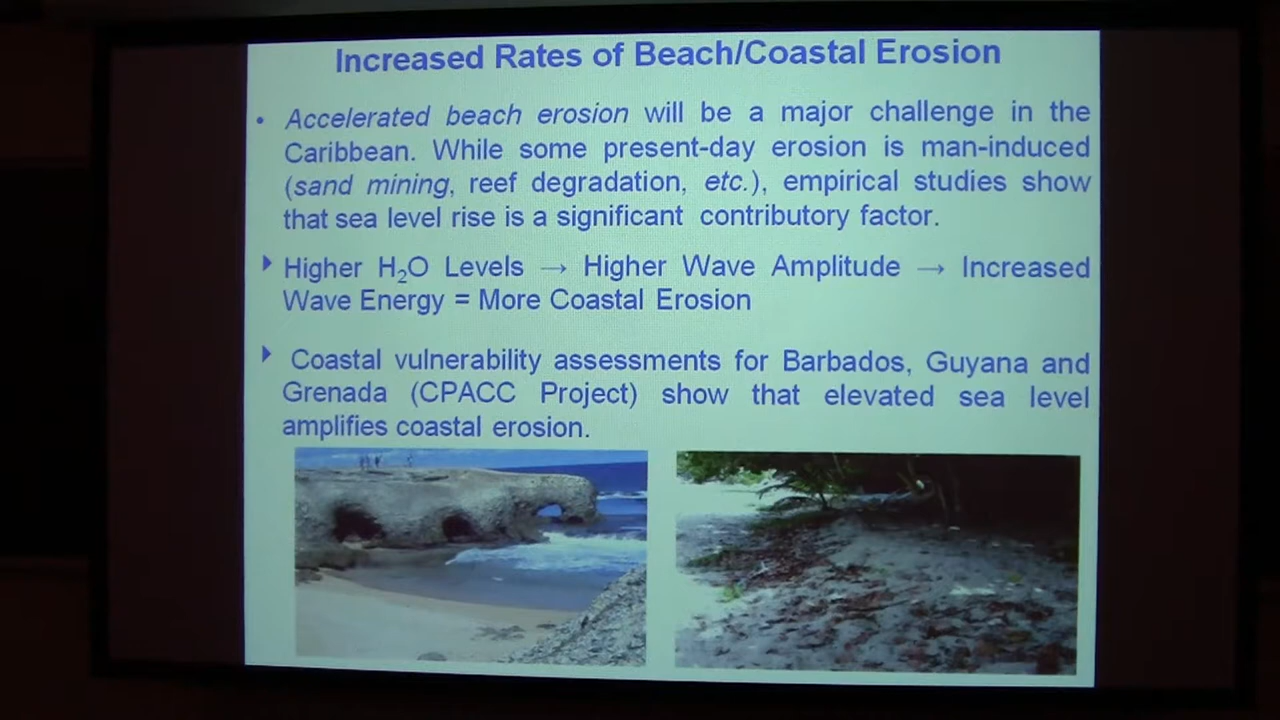 Increased Rates of Beach/Coastal Erosion
• Accelerated beach erosion will be a major challenge in the
Caribbean. While some present-day erosion is man-induced
(sand mining, reef degradation, etc.), empirical studies show
that sea level rise is a significant contributory factor.
Higher H₂O Levels → Higher Wave Amplitude → Increased
Wave Energy = More Coastal Erosion
Coastal vulnerability assessments for Barbados, Guyana and
Grenada (CPACC Project) show that elevated sea level
amplifies coastal erosion.